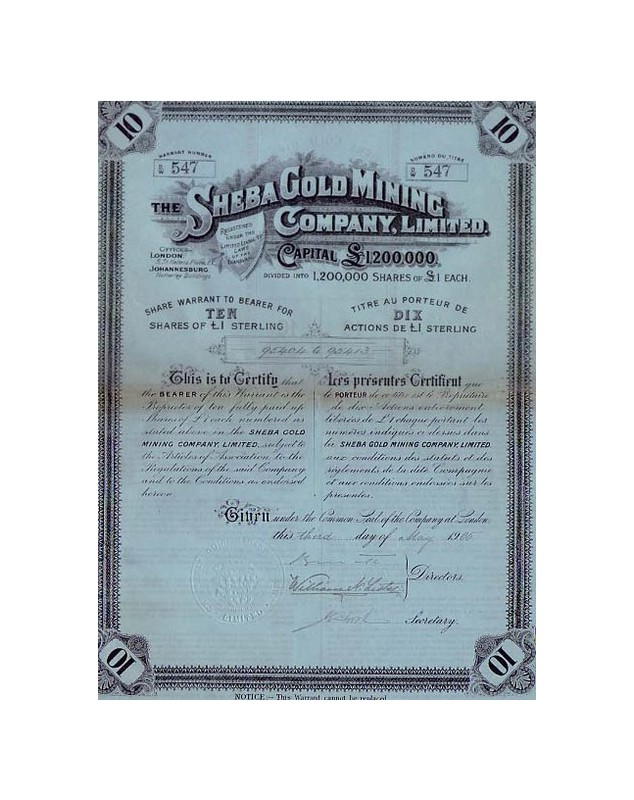 10
10
WARRANT NUMBER
547
NUMÉRO DU TITRE
547
THE SHEBA GOLD MINING
COMPANY, LIMITED.
REGISTERED
UNDER THE
LIMITED LIABILITY
LAWS
OF THE
TRANSVAAL
OFFICES
LONDON
JOHANNESBURG
Buildings
CAPITAL £1,200,000.
DIVIDED INTO 1,200,000 SHARES OF £1 EACH.
SHARE WARRANT TO BEARER FOR
TEN
SHARES OF £1 STERLING
TITRE AU PORTEUR DE
DIX
ACTIONS DE £1 STERLING
92404 to 92413
This is to Certify that
the BEARER of this Warrant is the
Proprietor of ten fully paid up
Shares of £1 each numbered as
stated above in the SHEBA GOLD
MINING COMPANY, LIMITED, subject to
the Articles of Association to the
Regulations of the said Company
and to the Conditions as endorsed
hereon
Les présentes Certifient que
le PORTEUR de ce titre est le Propriétaire
de dix Actions entièrement
libérées de £1 chaque portant les
numéros indiqués ci-dessus dans
la SHEBA GOLD MINING COMPANY, LIMITED.
aux conditions des statuts et des
règlements de la dite Compagnie
et aux conditions endossées sur les
présentes.
Given under the Common Seal of the Company at London
this third day of May 1905
William
Directors.
Secretary.
LIMITED
10
10
NOTICE:— This Warrant cannot be replaced